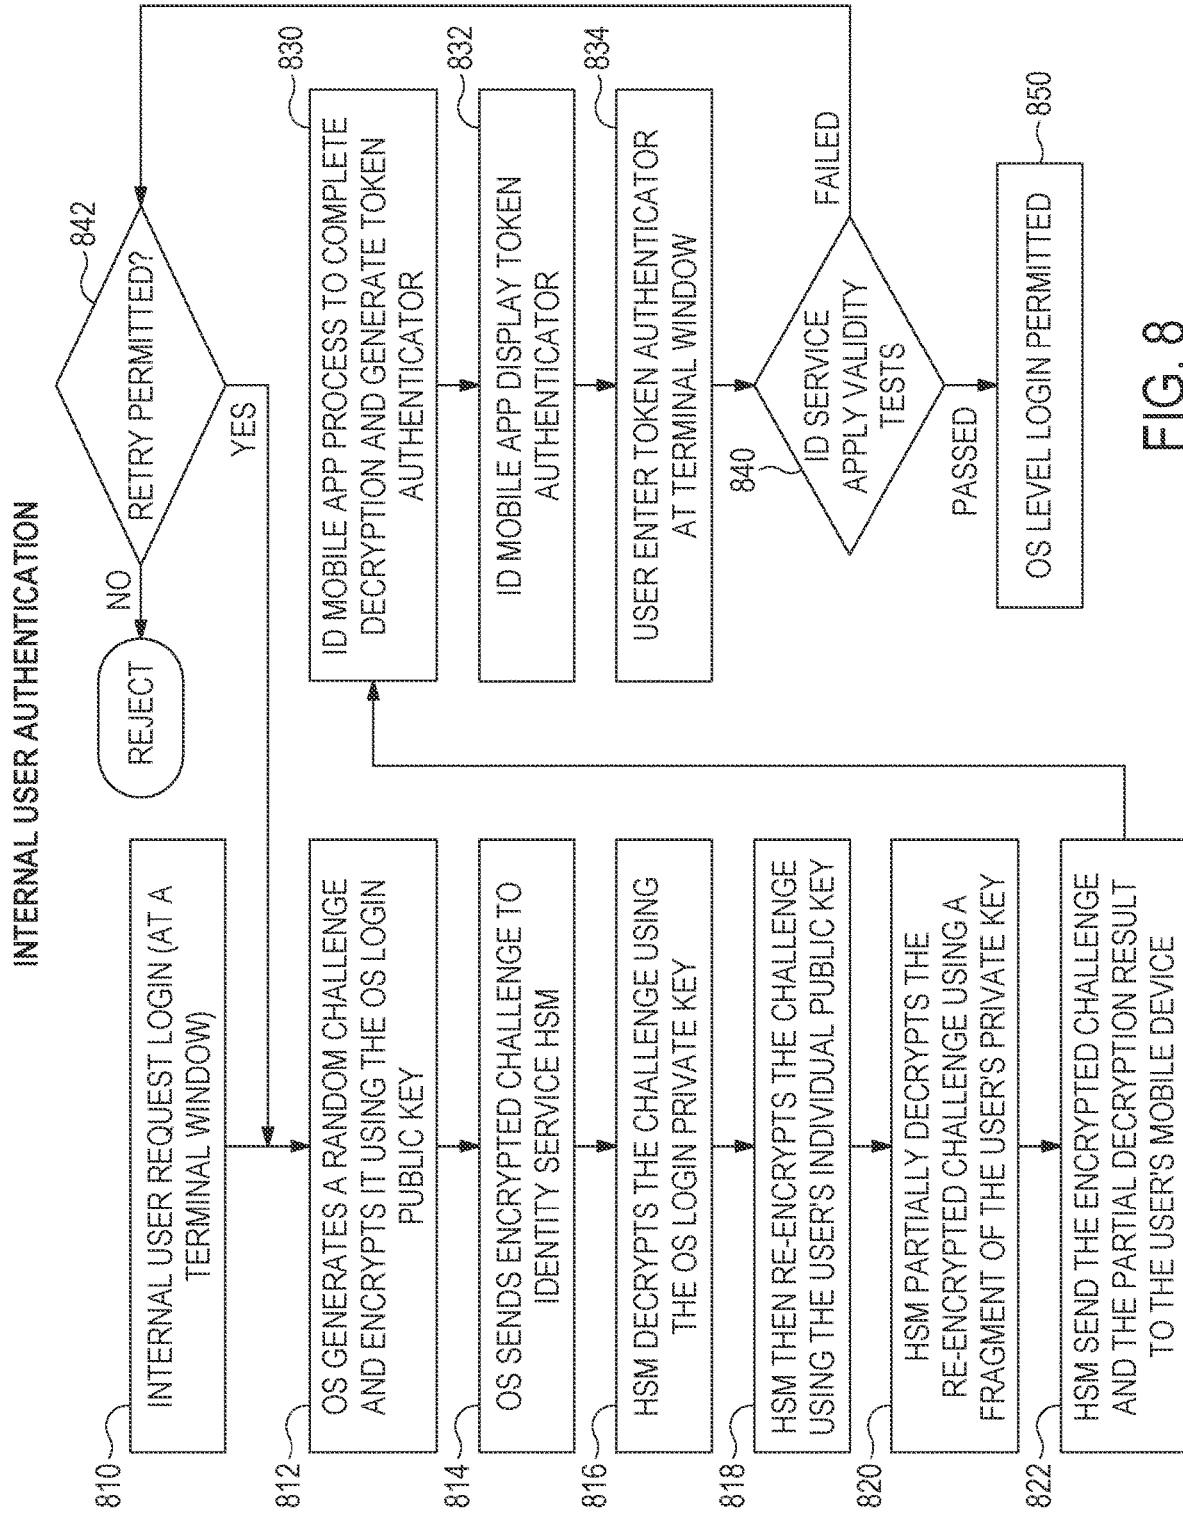 INTERNAL USER AUTHENTICATION
810
INTERNAL USER REQUEST LOGIN (AT A
TERMINAL WINDOW)
812
OS GENERATES A RANDOM CHALLENGE
AND ENCRYPTS IT USING THE OS LOGIN
PUBLIC KEY
814
OS SENDS ENCRYPTED CHALLENGE TO
IDENTITY SERVICE HSM
816
HSM DECRYPTS THE CHALLENGE USING
THE OS LOGIN PRIVATE KEY
818
HSM THEN RE-ENCRYPTS THE CHALLENGE
USING THE USER'S INDIVIDUAL PUBLIC KEY
820
HSM PARTIALLY DECRYPTS THE
RE-ENCRYPTED CHALLENGE USING A
FRAGMENT OF THE USER'S PRIVATE KEY
822
HSM SEND THE ENCRYPTED CHALLENGE
AND THE PARTIAL DECRYPTION RESULT
TO THE USER'S MOBILE DEVICE
REJECT
NO
RETRY PERMITTED?
842
YES
830
ID MOBILE APP PROCESS TO COMPLETE
DECRYPTION AND GENERATE TOKEN
AUTHENTICATOR
832
ID MOBILE APP DISPLAY TOKEN
AUTHENTICATOR
834
USER ENTER TOKEN AUTHENTICATOR
AT TERMINAL WINDOW
840
ID SERVICE
APPLY VALIDITY
TESTS
FAILED
PASSED
850
OS LEVEL LOGIN PERMITTED
FIG. 8